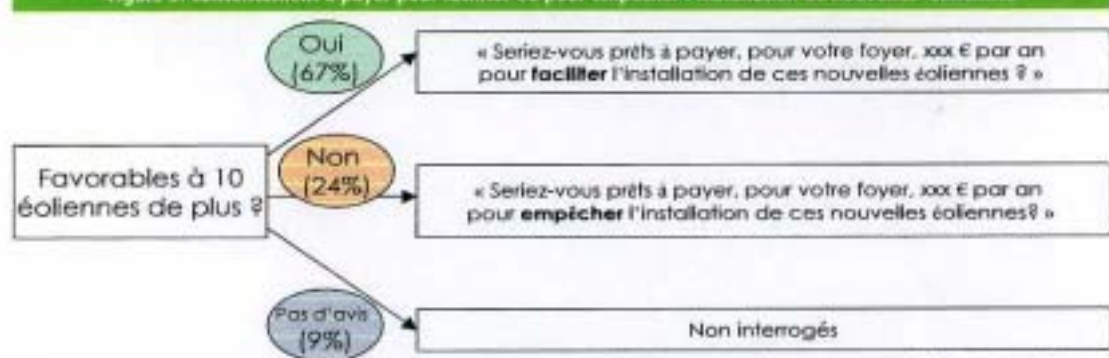 Oui
(67%)
« Seriez-vous prêts à payer, pour votre foyer, xxx € par an
pour faciliter l'installation de ces nouvelles éoliennes ? »
Favorables à 10
éoliennes de plus ?
Non
(24%)
« Seriez-vous prêts à payer, pour votre foyer, xxx € par an
pour empêcher l'installation de ces nouvelles éoliennes? »
Pas d'avis
(9%)
Non interrogés